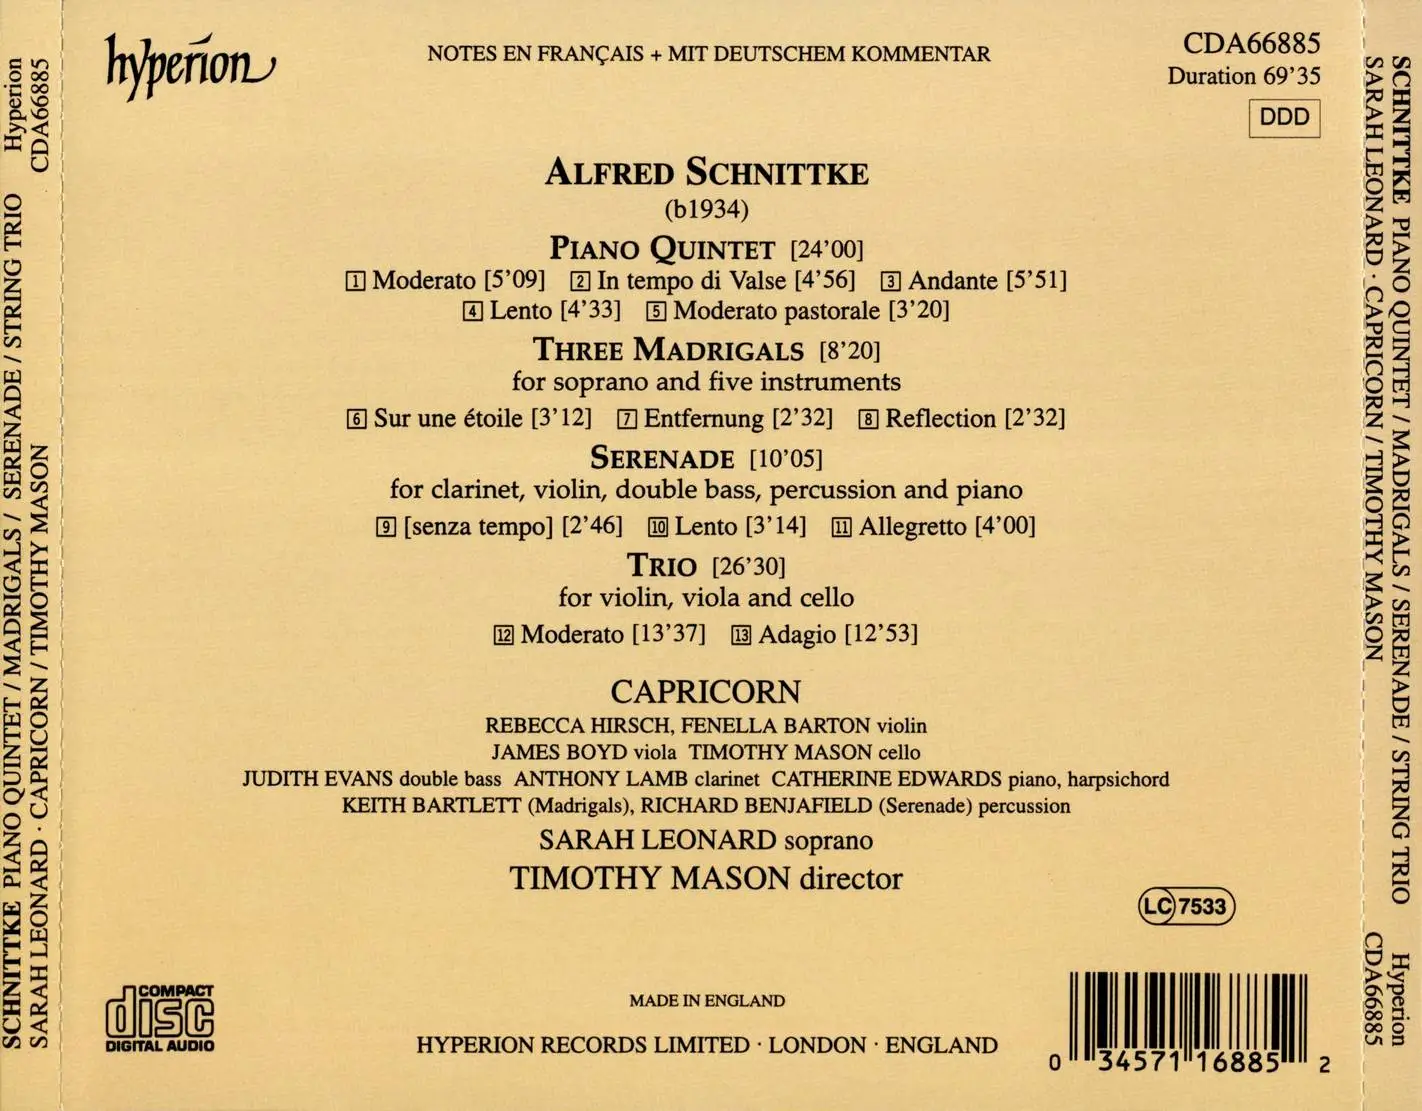 hyperion
NOTES EN FRANÇAIS + MIT DEUTSCHEM KOMMENTAR
CDA66885
Duration 69'35
DDD
ALFRED SCHNITTKE
(b1934)
PIANO QUINTET [24'00]
1 Moderato [5'09] 2 In tempo di Valse [4'56] 3 Andante [5'51]
4 Lento [4'33] 5 Moderato pastorale [3'20]
THREE MADRIGALS [8'20]
for soprano and five instruments
6 Sur une étoile [3'12] 7 Entfernung [2'32] 8 Reflection [2'32]
SERENADE [10'05]
for clarinet, violin, double bass, percussion and piano
9 [senza tempo] [2'46] 10 Lento [3'14] 11 Allegretto [4'00]
TRIO [26'30]
for violin, viola and cello
12 Moderato [13'37] 13 Adagio [12'53]
CAPRICORN
REBECCA HIRSCH, FENELLA BARTON violin
JAMES BOYD viola TIMOTHY MASON cello
JUDITH EVANS double bass ANTHONY LAMB clarinet CATHERINE EDWARDS piano, harpsichord
KEITH BARTLETT (Madrigals), RICHARD BENJAFIELD (Serenade) percussion
SARAH LEONARD soprano
TIMOTHY MASON director
LC 7533
COMPACT
disc
DIGITAL AUDIO
MADE IN ENGLAND
HYPERION RECORDS LIMITED · LONDON · ENGLAND
0 34571 16885 2
SCHNITTKE PIANO QUINTET / MADRIGALS / SERENADE / STRING TRIO
SARAH LEONARD · CAPRICORN / TIMOTHY MASON
Hyperion
CDA66885
SCHNITTKE PIANO QUINTET / MADRIGALS / SERENADE / STRING TRIO
SARAH LEONARD · CAPRICORN / TIMOTHY MASON
Hyperion
CDA66885